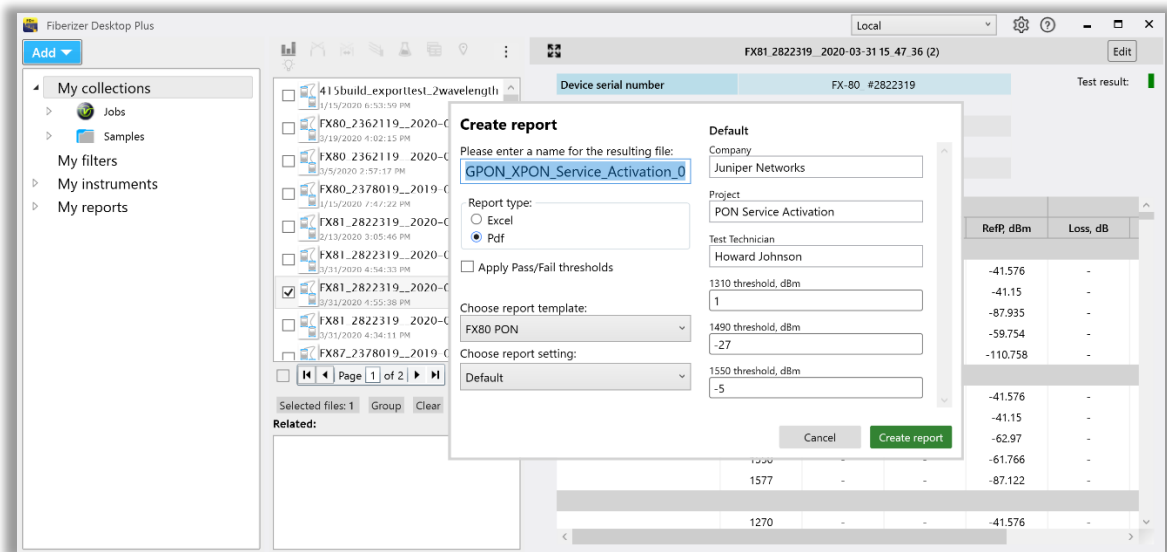 Fiberizer Desktop Plus
Local
Add
FX81_2822319__2020-03-31 15_47_36 (2)
Edit
My collections
Jobs
Samples
My filters
My instruments
My reports
415build_exporttest_2wavelength
1/15/2020 6:53:59 PM
FX80_2362119__2020-0
3/19/2020 4:02:15 PM
FX80_2362119__2020-0
3/5/2020 2:57:17 PM
FX80_2378019__2019-0
1/15/2020 7:47:22 PM
FX81_2822319__2020-0
2/13/2020 3:05:46 PM
FX81_2822319__2020-0
3/31/2020 4:54:33 PM
FX81_2822319__2020-0
3/31/2020 4:55:38 PM
FX81_2822319__2020-0
3/31/2020 4:34:11 PM
FX87_2378019__2019-0
Page 1 of 2
Selected files: 1 Group Clear
Related:
Device serial number
FX-80 #2822319
Test result:
Create report
Please enter a name for the resulting file:
GPON_XPON_Service_Activation_0
Report type:
Excel
Pdf
Apply Pass/Fail thresholds
Choose report template:
FX80 PON
Choose report setting:
Default
Default
Company
Juniper Networks
Project
PON Service Activation
Test Technician
Howard Johnson
1310 threshold, dBm
1
1490 threshold, dBm
-27
1550 threshold, dBm
-5
Cancel
Create report
RefP, dBm Loss, dB
-41.576 -
-41.15 -
-87.935 -
-59.754 -
-110.758 -
-41.576 -
-41.15 -
-62.97 -
1550 - - -61.766 -
1577 - - -87.122 -
1270 - - -41.576 -